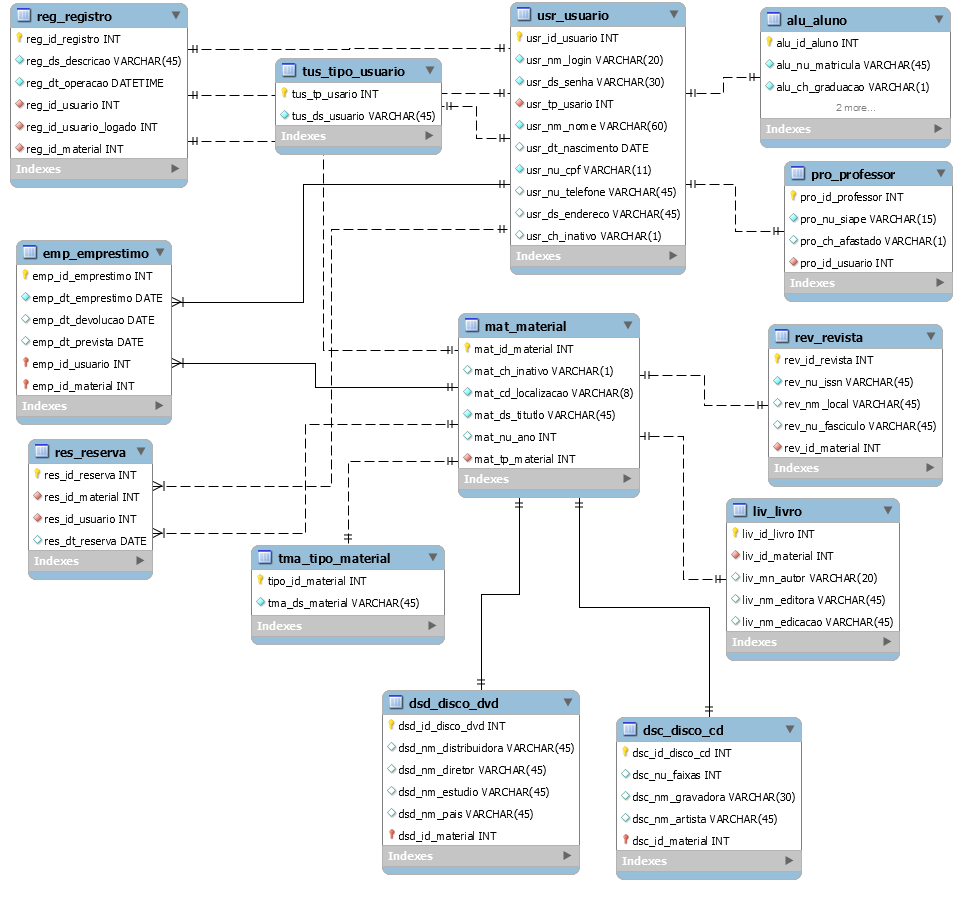 reg_registro
reg_id_registro INT
reg_ds_descricao VARCHAR(45)
reg_dt_operacao DATETIME
reg_id_usuario INT
reg_id_usuario_logado INT
reg_id_material INT
Indexes
tus_tipo_usuario
tus_tp_usario INT
tus_ds_usuario VARCHAR(45)
Indexes
usr_usuario
usr_id_usuario INT
usr_nm_login VARCHAR(20)
usr_ds_senha VARCHAR(30)
usr_tp_usario INT
usr_nm_nome VARCHAR(60)
usr_dt_nascimento DATE
usr_nu_cpf VARCHAR(11)
usr_nu_telefone VARCHAR(45)
usr_ds_endereco VARCHAR(45)
usr_ch_inativo VARCHAR(1)
Indexes
alu_aluno
alu_id_aluno INT
alu_nu_matricula VARCHAR(45)
alu_ch_graduacao VARCHAR(1)
2 more...
Indexes
pro_professor
pro_id_professor INT
pro_nu_siape VARCHAR(15)
pro_ch_afastado VARCHAR(1)
pro_id_usuario INT
Indexes
emp_emprestimo
emp_id_emprestimo INT
emp_dt_emprestimo DATE
emp_dt_devolucao DATE
emp_dt_prevista DATE
emp_id_usuario INT
emp_id_material INT
Indexes
mat_material
mat_id_material INT
mat_ch_inativo VARCHAR(1)
mat_cd_localizacao VARCHAR(8)
mat_ds_titutlo VARCHAR(45)
mat_nu_ano INT
mat_tp_material INT
Indexes
rev_revista
rev_id_revista INT
rev_nu_issn VARCHAR(45)
rev_nm_local VARCHAR(45)
rev_nu_fasciculo VARCHAR(45)
rev_id_material INT
Indexes
res_reserva
res_id_reserva INT
res_id_material INT
res_id_usuario INT
res_dt_reserva DATE
Indexes
tma_tipo_material
tipo_id_material INT
tma_ds_material VARCHAR(45)
Indexes
liv_livro
liv_id_livro INT
liv_id_material INT
liv_mn_autor VARCHAR(20)
liv_nm_editora VARCHAR(45)
liv_nm_edicacao VARCHAR(45)
Indexes
dsd_disco_dvd
dsd_id_disco_dvd INT
dsd_nm_distribuidora VARCHAR(45)
dsd_nm_diretor VARCHAR(45)
dsd_nm_estudio VARCHAR(45)
dsd_nm_pais VARCHAR(45)
dsd_id_material INT
Indexes
dsc_disco_cd
dsc_id_disco_cd INT
dsc_nu_faixas INT
dsc_nm_gravadora VARCHAR(30)
dsc_nm_artista VARCHAR(45)
dsc_id_material INT
Indexes